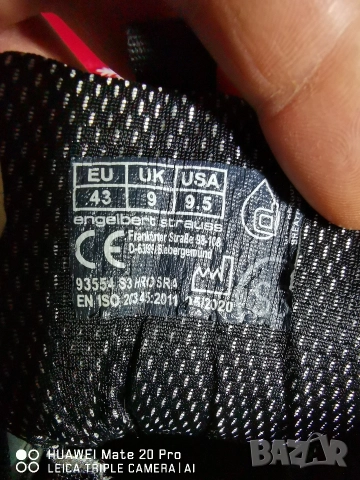 EU UK USA
43 9 9.5
engelbert strauss
CE
Frankfurter Straße 98-108
Biebergemünd
93554 S3 HRO SRA
EN ISO 20345:2011
/2020
HUAWEI Mate 20 Pro
LEICA TRIPLE CAMERA | AI
BAZAR